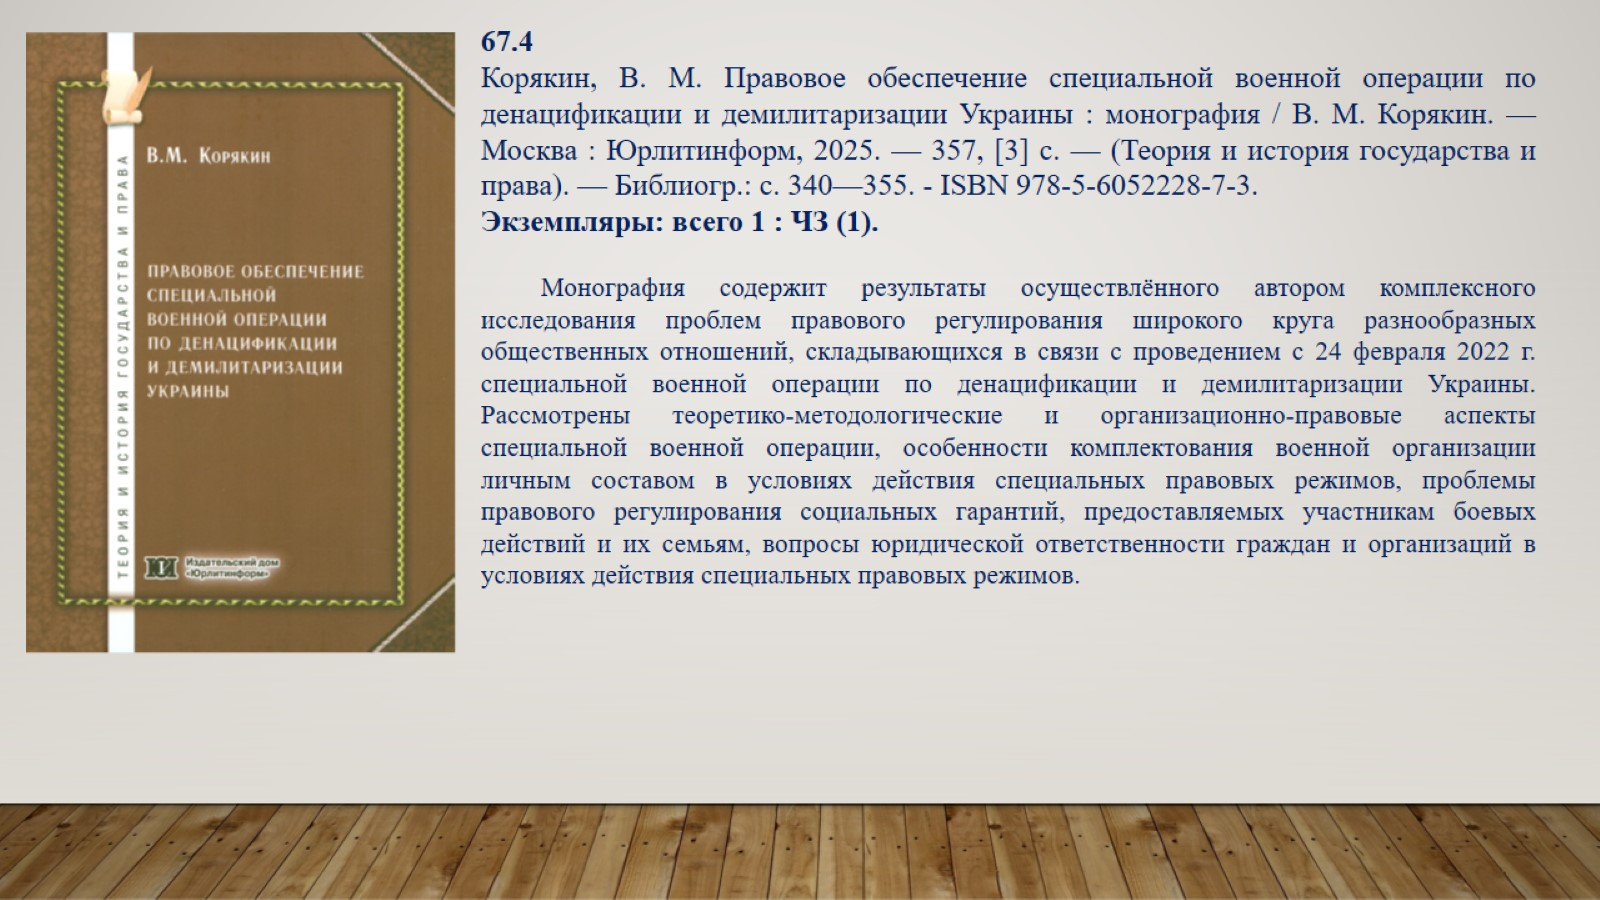 67.4
Корякин, В. М. Правовое обеспечение специальной военной операции по
денацификации и демилитаризации Украины : монография / В. М. Корякин. —
Москва : Юрлитинформ, 2025. — 357, [3] с. — (Теория и история государства и
права). — Библиогр.: с. 340—355. - ISBN 978-5-6052228-7-3.
Экземпляры: всего 1 : ЧЗ (1).
Монография содержит результаты осуществлённого автором комплексного
исследования проблем правового регулирования широкого круга разнообразных
общественных отношений, складывающихся в связи с проведением с 24 февраля 2022 г.
специальной военной операции по денацификации и демилитаризации Украины.
Рассмотрены теоретико-методологические и организационно-правовые аспекты
специальной военной операции, особенности комплектования военной организации
личным составом в условиях действия специальных правовых режимов, проблемы
правового регулирования социальных гарантий, предоставляемых участникам боевых
действий и их семьям, вопросы юридической ответственности граждан и организаций в
условиях действия специальных правовых режимов.
ТЕОРИЯ И ИСТОРИЯ ГОСУДАРСТВА И ПРАВА
В.М. Корякин
ПРАВОВОЕ ОБЕСПЕЧЕНИЕ
СПЕЦИАЛЬНОЙ
ВОЕННОЙ ОПЕРАЦИИ
ПО ДЕНАЦИФИКАЦИИ
И ДЕМИЛИТАРИЗАЦИИ
УКРАИНЫ
Издательский дом
«Юрлитинформ»